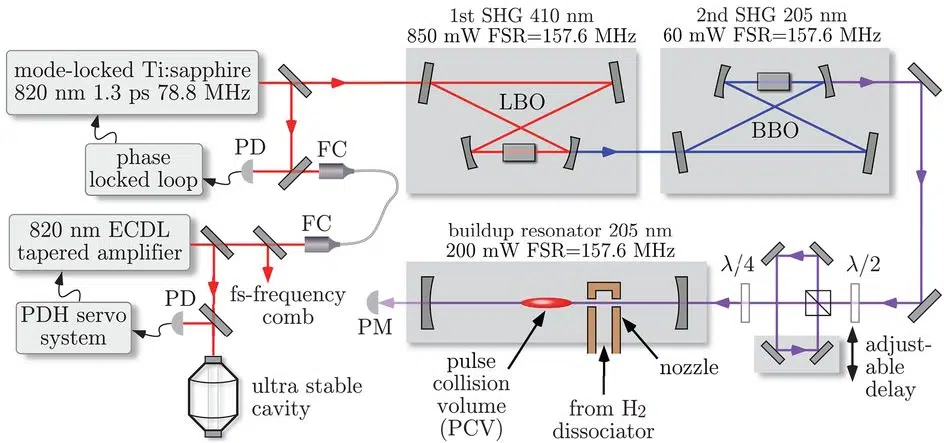 1st SHG 410 nm
850 mW FSR=157.6 MHz
2nd SHG 205 nm
60 mW FSR=157.6 MHz
mode-locked Ti:sapphire
820 nm 1.3 ps 78.8 MHz
LBO
BBO
phase
locked loop
PD
FC
820 nm ECDL
tapered amplifier
FC
fs-frequency
comb
PDH servo
system
PD
ultra stable
cavity
buildup resonator 205 nm
200 mW FSR=157.6 MHz
PM
pulse
collision
volume
(PCV)
from H2
dissociator
nozzle
λ/4
λ/2
adjust-
able
delay